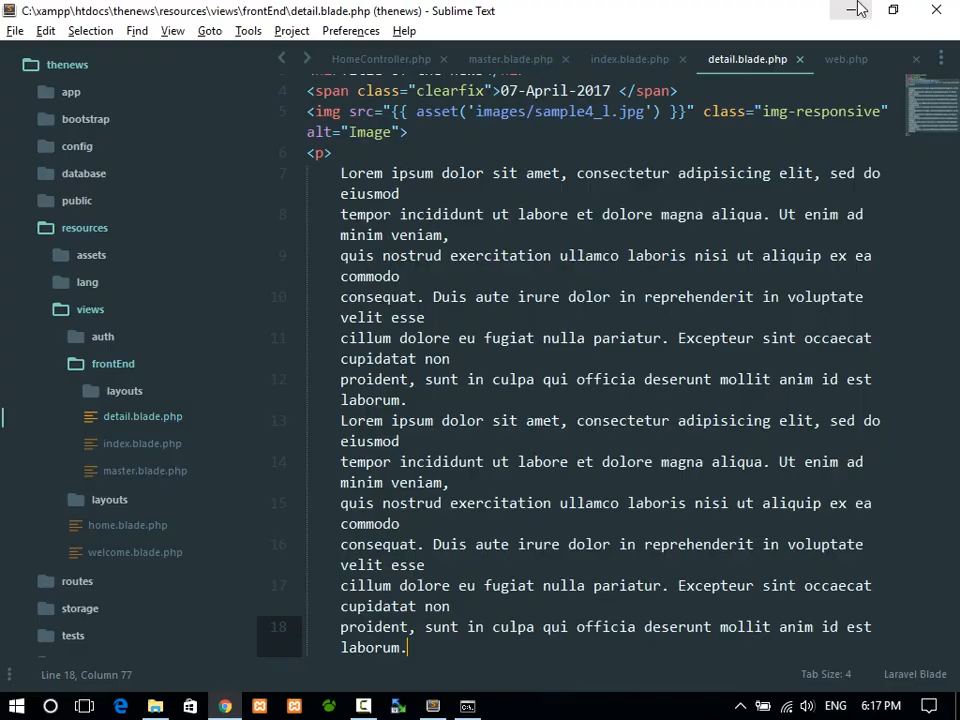 C:\xampp\htdocs\thenews\resources\views\frontEnd\detail.blade.php (thenews) - Sublime Text
File Edit Selection Find View Goto Tools Project Preferences Help
thenews
app
bootstrap
config
database
public
resources
assets
lang
views
auth
frontEnd
layouts
detail.blade.php
index.blade.php
master.blade.php
layouts
home.blade.php
welcome.blade.php
routes
storage
tests
HomeController.php × master.blade.php × index.blade.php × detail.blade.php × web.php ×
4 <span class="clearfix">07-April-2017 </span>
5 <img src="{{ asset('images/sample4_l.jpg') }}" class="img-responsive"
alt="Image">
6 <p>
7 Lorem ipsum dolor sit amet, consectetur adipisicing elit, sed do
eiusmod
8 tempor incididunt ut labore et dolore magna aliqua. Ut enim ad
minim veniam,
9 quis nostrud exercitation ullamco laboris nisi ut aliquip ex ea
commodo
10 consequat. Duis aute irure dolor in reprehenderit in voluptate
velit esse
11 cillum dolore eu fugiat nulla pariatur. Excepteur sint occaecat
cupidatat non
12 proident, sunt in culpa qui officia deserunt mollit anim id est
laborum.
13 Lorem ipsum dolor sit amet, consectetur adipisicing elit, sed do
eiusmod
14 tempor incididunt ut labore et dolore magna aliqua. Ut enim ad
minim veniam,
15 quis nostrud exercitation ullamco laboris nisi ut aliquip ex ea
commodo
16 consequat. Duis aute irure dolor in reprehenderit in voluptate
velit esse
17 cillum dolore eu fugiat nulla pariatur. Excepteur sint occaecat
cupidatat non
18 proident, sunt in culpa qui officia deserunt mollit anim id est
laborum.
Line 18, Column 77 Tab Size: 4 Laravel Blade
ENG 6:17 PM